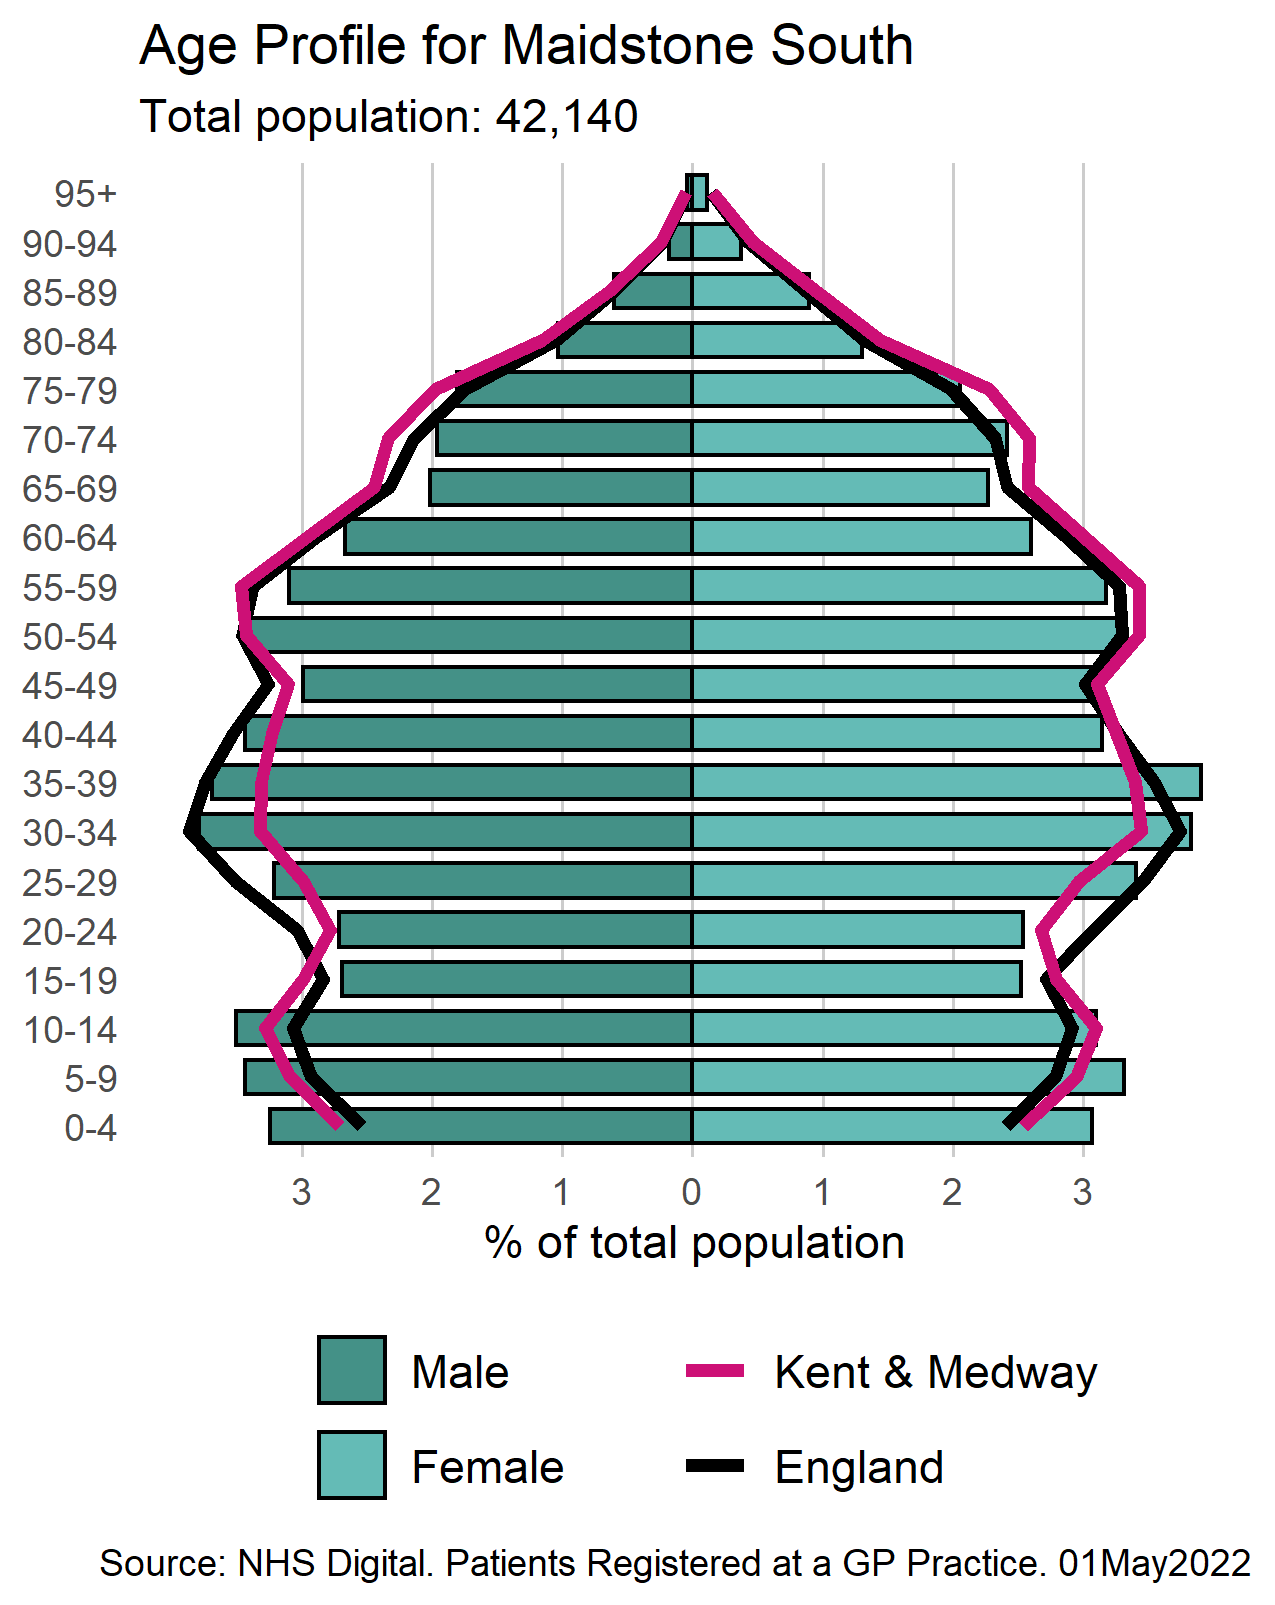 Age Profile for Maidstone South
Total population: 42,140
95+
90-94
85-89
80-84
75-79
70-74
65-69
60-64
55-59
50-54
45-49
40-44
35-39
30-34
25-29
20-24
15-19
10-14
5-9
0-4
3 2 1 0 1 2 3
% of total population
Male Kent & Medway
Female England
Source: NHS Digital. Patients Registered at a GP Practice. 01May2022